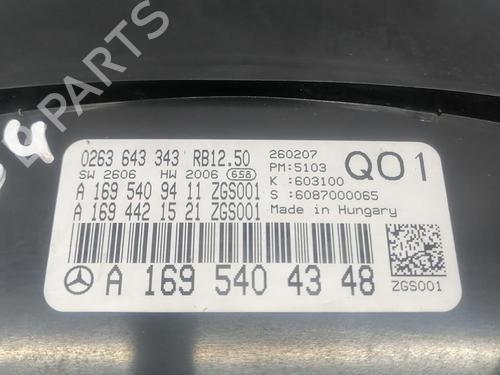 B-PARTS
0263 643 343 RB12.50
SW 2606 HW 2006 658
A 169 540 94 11 ZGS001
A 169 442 15 21 ZGS001
260207
PM:5103
K :603100
S :6087000065
Made in Hungary
Q01
A 169 540 43 48
ZGS001